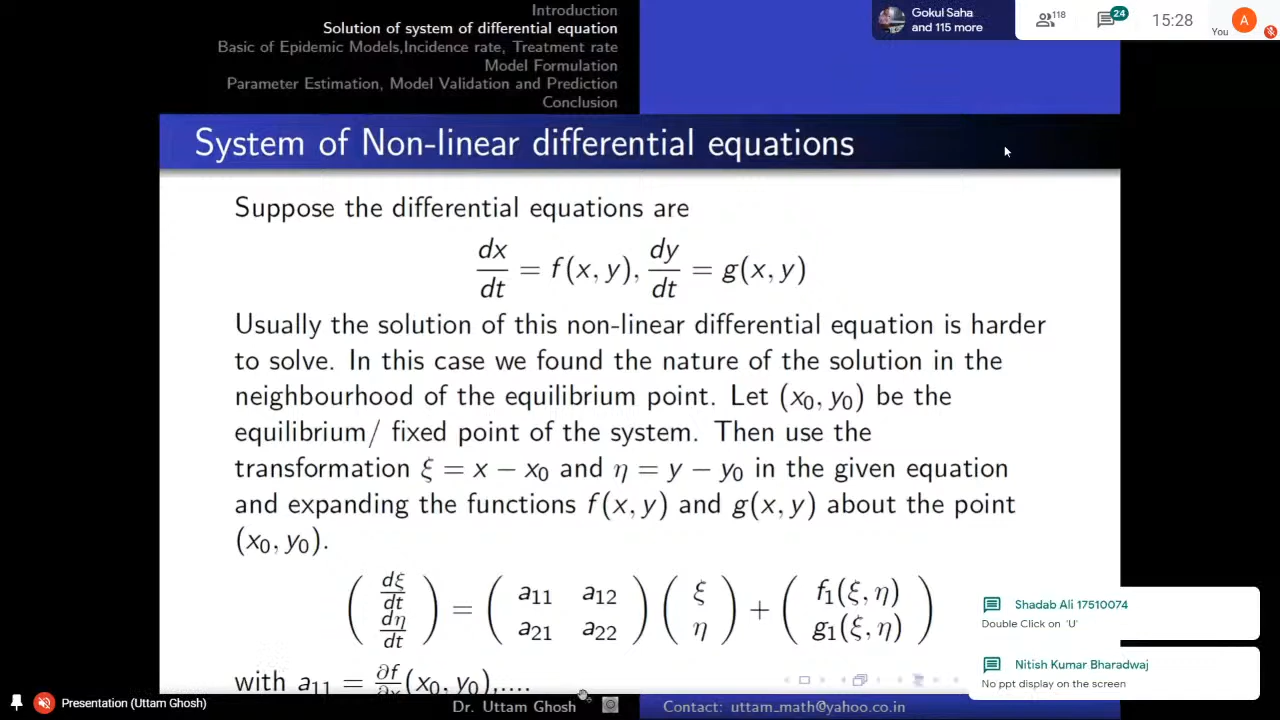 Introduction
Solution of system of differential equation
Basic of Epidemic Models,Incidence rate, Treatment rate
Model Formulation
Parameter Estimation, Model Validation and Prediction
Conclusion
Gokul Saha
and 115 more
118
24
15:28
You
A
System of Non-linear differential equations
Suppose the differential equations are
dx/dt = f(x, y), dy/dt = g(x, y)
Usually the solution of this non-linear differential equation is harder
to solve. In this case we found the nature of the solution in the
neighbourhood of the equilibrium point. Let (x₀, y₀) be the
equilibrium/ fixed point of the system. Then use the
transformation ξ = x − x₀ and η = y − y₀ in the given equation
and expanding the functions f(x, y) and g(x, y) about the point
(x₀, y₀).
( dξ/dt dη/dt ) = ( a₁₁ a₁₂ a₂₁ a₂₂ ) ( ξ η ) + ( f₁(ξ, η) g₁(ξ, η) )
with a₁₁ = ∂f/∂x (x₀, y₀),....
Shadab Ali 17510074
Double Click on 'U'
Nitish Kumar Bharadwaj
No ppt display on the screen
Presentation (Uttam Ghosh)
Dr. Uttam Ghosh
Contact: uttam_math@yahoo.co.in